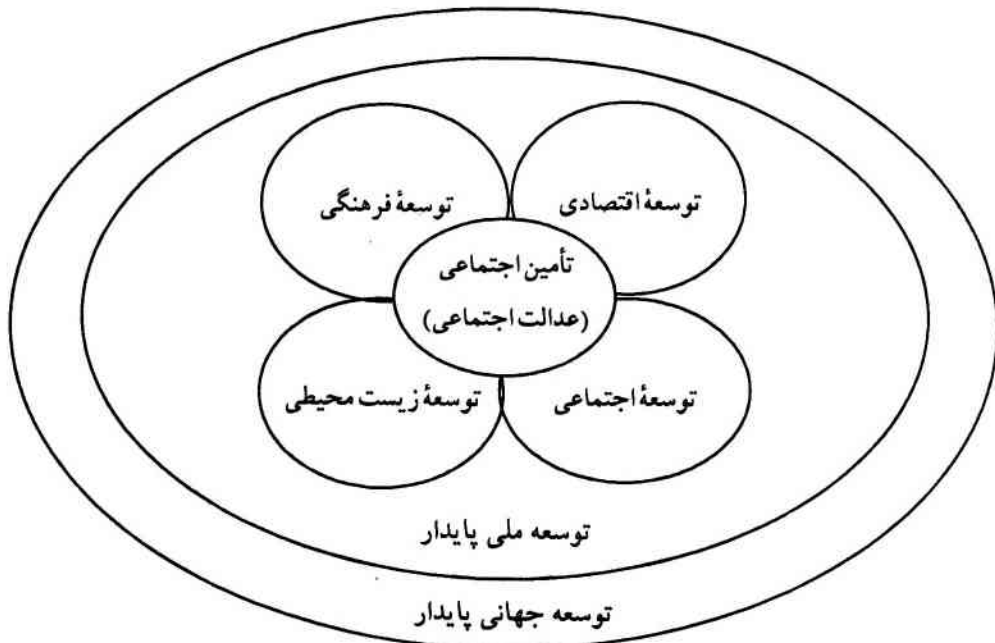 توسعهٔ اقتصادی
توسعهٔ فرهنگی
تأمین اجتماعی
(عدالت اجتماعی)
توسعهٔ اجتماعی
توسعهٔ زیست محیطی
توسعه ملی پایدار
توسعه جهانی پایدار